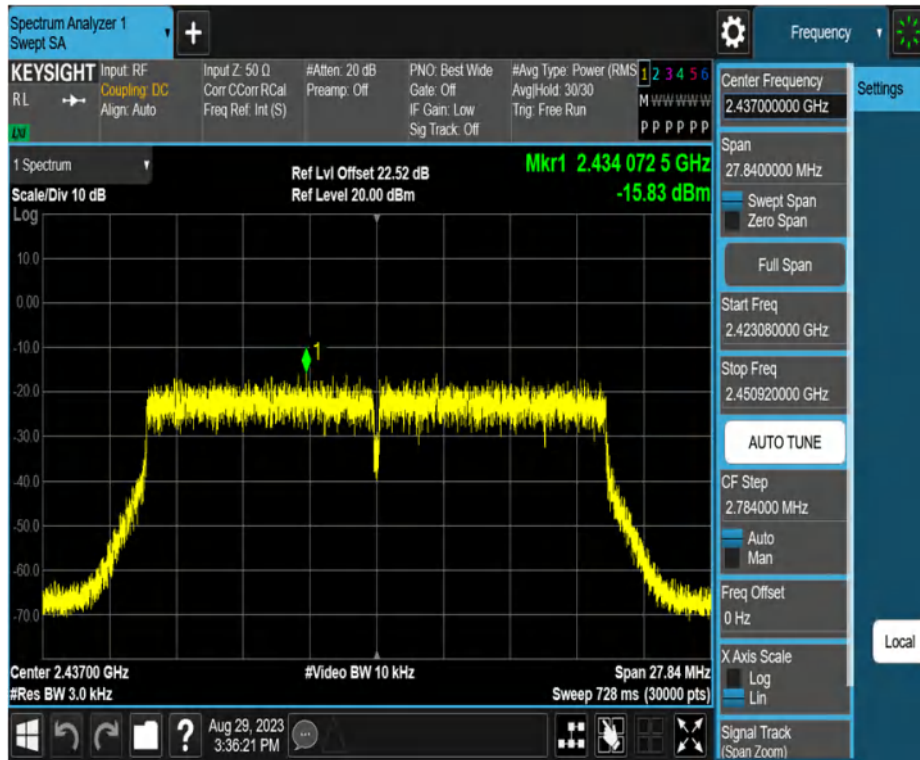 Spectrum Analyzer 1
Swept SA
+
Frequency
KEYSIGHT
RL
LXI
Input: RF
Coupling: DC
Align: Auto
Input Z: 50 Ω
Corr CCorr RCal
Freq Ref: Int (S)
#Atten: 20 dB
Preamp: Off
PNO: Best Wide
Gate: Off
IF Gain: Low
Sig Track: Off
#Avg Type: Power (RMS
Avg|Hold: 30/30
Trig: Free Run
1 2 3 4 5 6
M W W W W W
P P P P P P
1 Spectrum
Scale/Div 10 dB
Log
Ref Lvl Offset 22.52 dB
Ref Level 20.00 dBm
Mkr1 2.434 072 5 GHz
-15.83 dBm
10.0
0.00
-10.0
-20.0
-30.0
-40.0
-50.0
-60.0
-70.0
1
Center 2.43700 GHz
#Res BW 3.0 kHz
#Video BW 10 kHz
Span 27.84 MHz
Sweep 728 ms (30000 pts)
?
Aug 29, 2023
3:36:21 PM
Center Frequency
2.437000000 GHz
Settings
Span
27.8400000 MHz
Swept Span
Zero Span
Full Span
Start Freq
2.423080000 GHz
Stop Freq
2.450920000 GHz
AUTO TUNE
CF Step
2.784000 MHz
Auto
Man
Freq Offset
0 Hz
Local
X Axis Scale
Log
Lin
Signal Track
(Span Zoom)